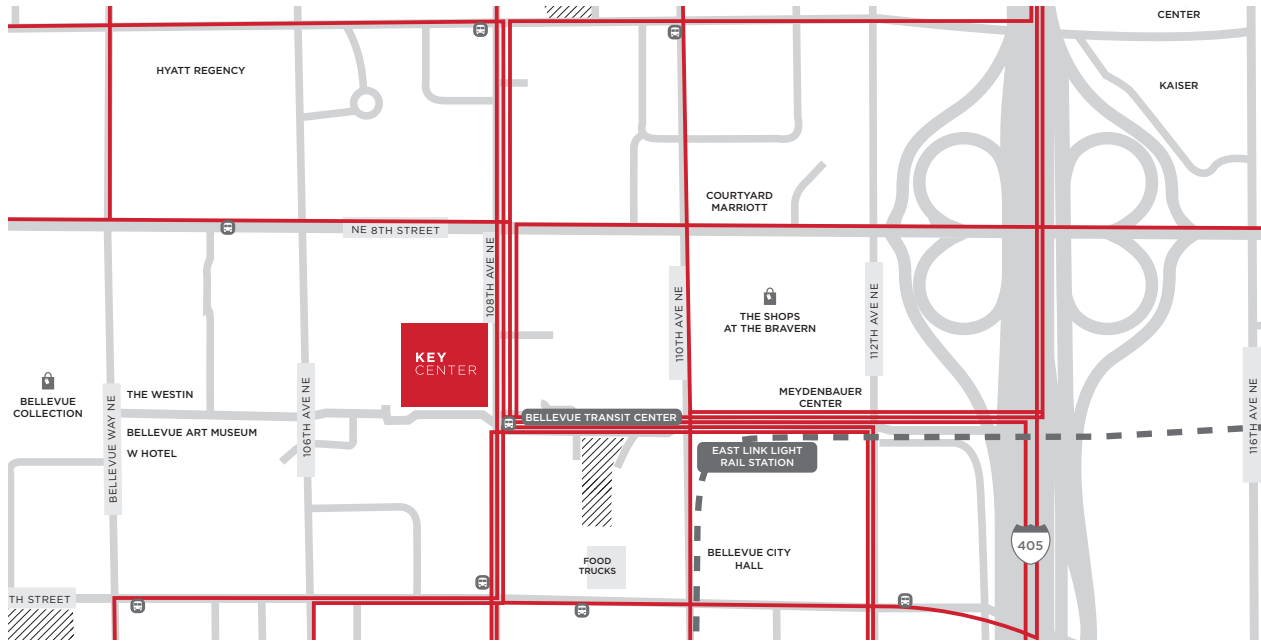 CENTER
HYATT REGENCY
KAISER
COURTYARD
MARRIOTT
NE 8TH STREET
108TH AVE NE
110TH AVE NE
112TH AVE NE
THE SHOPS
AT THE BRAVERN
KEY
CENTER
BELLEVUE
COLLECTION
THE WESTIN
BELLEVUE WAY NE
106TH AVE NE
MEYDENBAUER
CENTER
116TH AVE NE
BELLEVUE TRANSIT CENTER
BELLEVUE ART MUSEUM
W HOTEL
EAST LINK LIGHT
RAIL STATION
405
BELLEVUE CITY
HALL
FOOD
TRUCKS
TH STREET